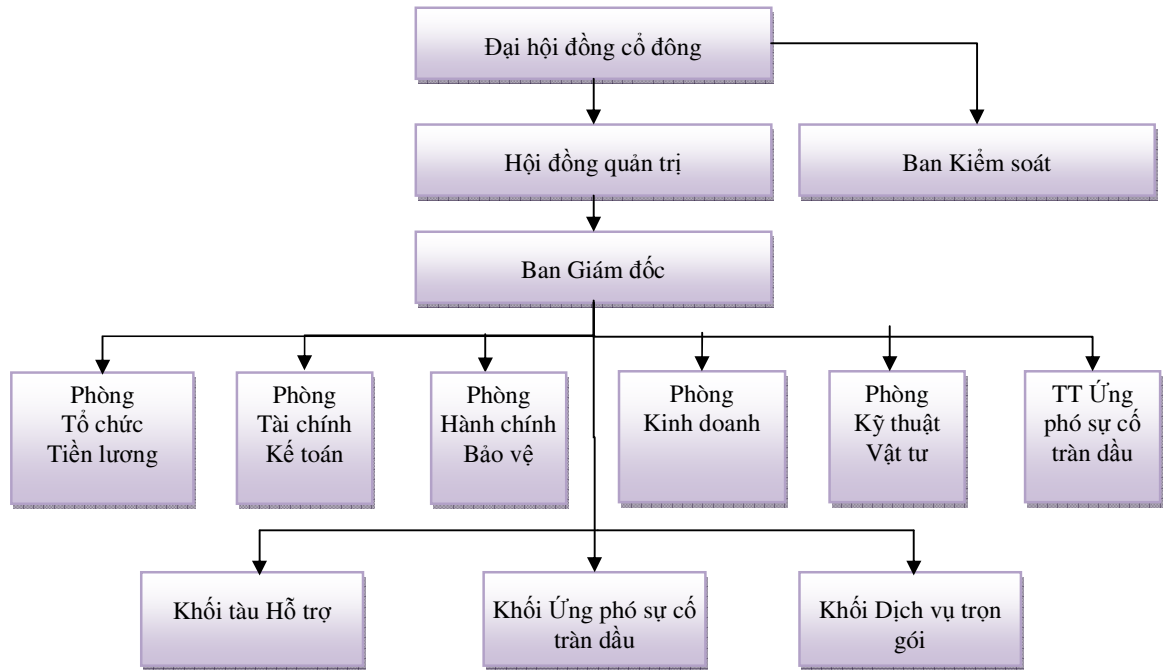 Đại hội đồng cổ đông
Hội đồng quản trị
Ban Kiểm soát
Ban Giám đốc
Phòng
Tổ chức
Tiền lương
Phòng
Tài chính
Kế toán
Phòng
Hành chính
Bảo vệ
Phòng
Kinh doanh
Phòng
Kỹ thuật
Vật tư
TT Ứng
phó sự cố
tràn dầu
Khối tàu Hỗ trợ
Khối Ứng phó sự cố
tràn dầu
Khối Dịch vụ trọn
gói